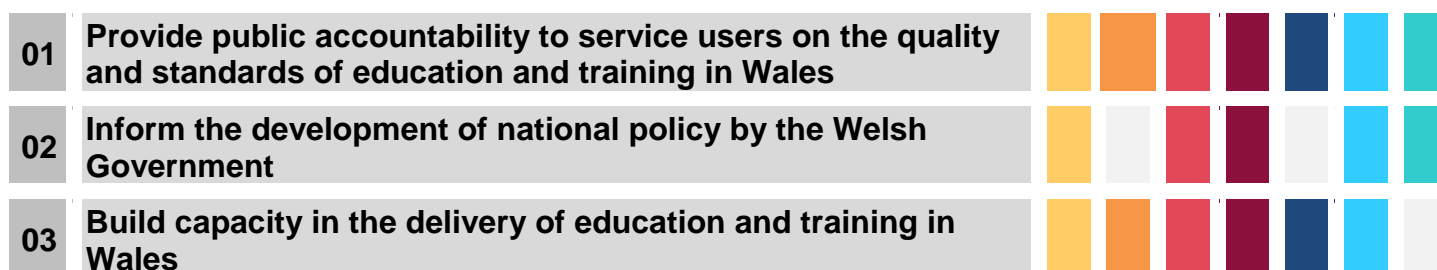 01
Provide public accountability to service users on the quality
and standards of education and training in Wales
02
Inform the development of national policy by the Welsh
Government
03
Build capacity in the delivery of education and training in
Wales